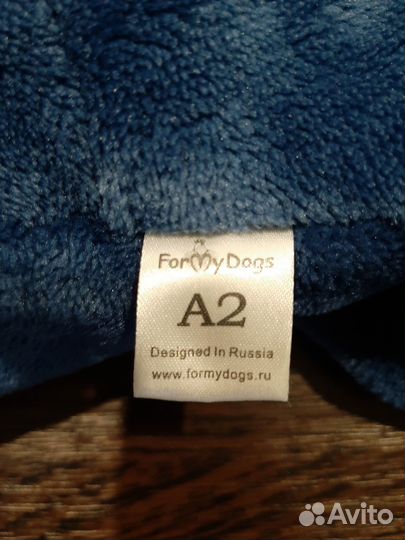 ForMyDogs
A2
Designed In Russia
www.formydogs.ru
Avito